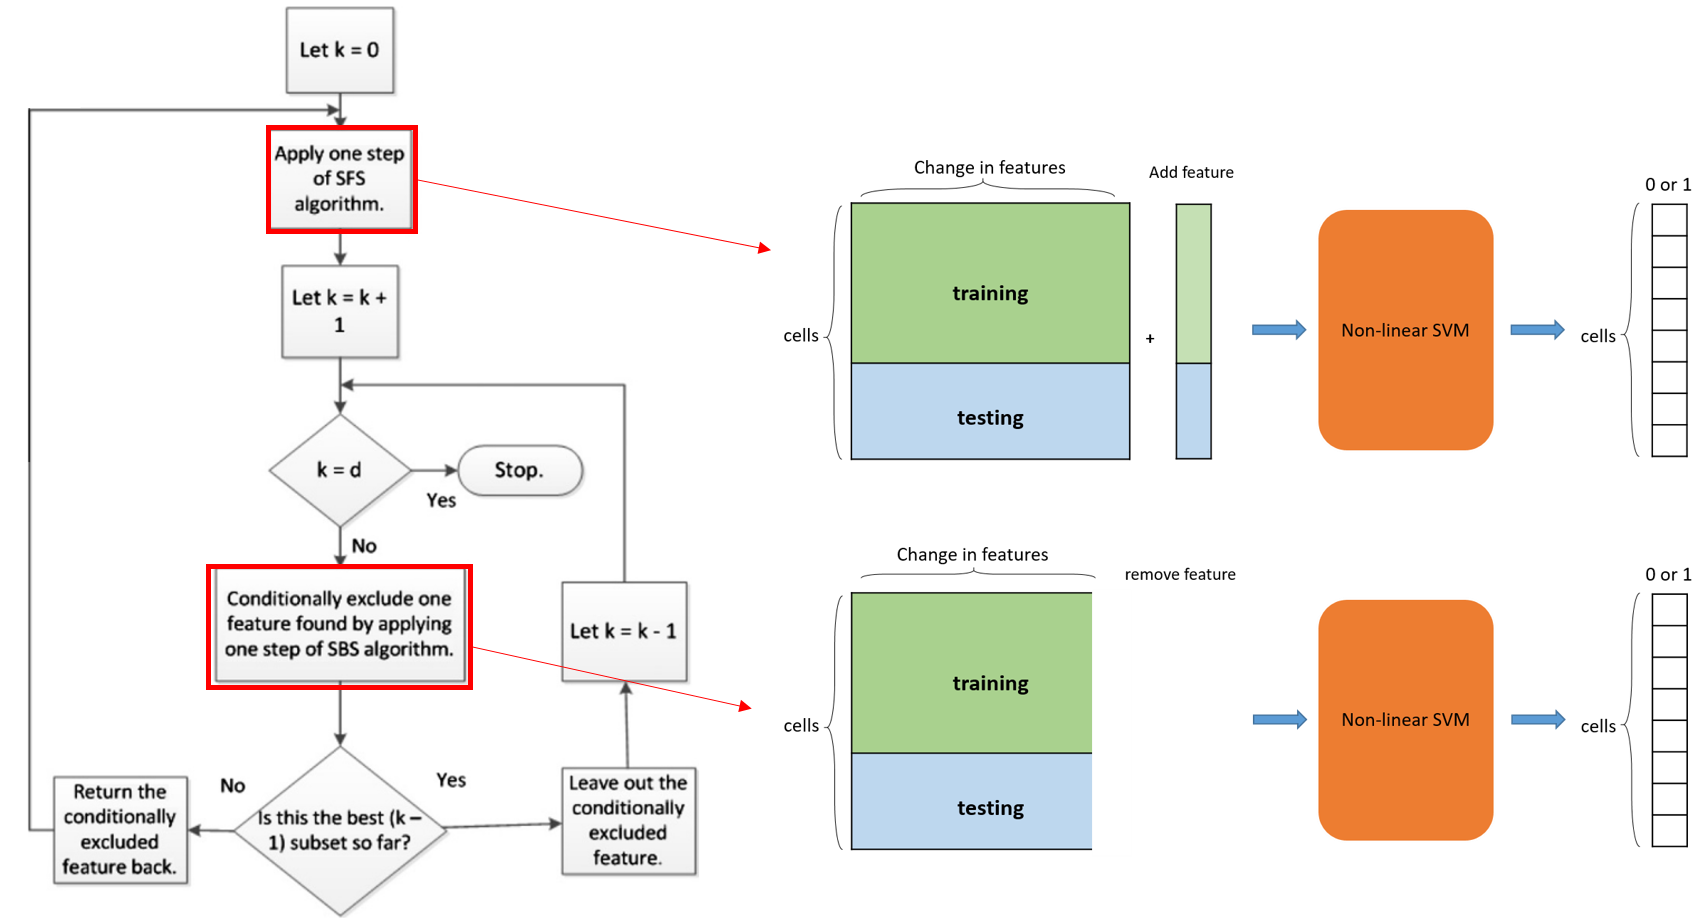 Let k = 0
Apply one step
of SFS
algorithm.
Let k = k +
1
k = d
Yes
Stop.
No
Conditionally exclude one
feature found by applying
one step of SBS algorithm.
Let k = k - 1
No
Yes
Is this the best (k –
1) subset so far?
Return the
conditionally
excluded
feature back.
Leave out the
conditionally
excluded
feature.
Change in features
Add feature
0 or 1
cells
training
testing
+
Non-linear SVM
cells
Change in features
remove feature
0 or 1
cells
training
testing
Non-linear SVM
cells